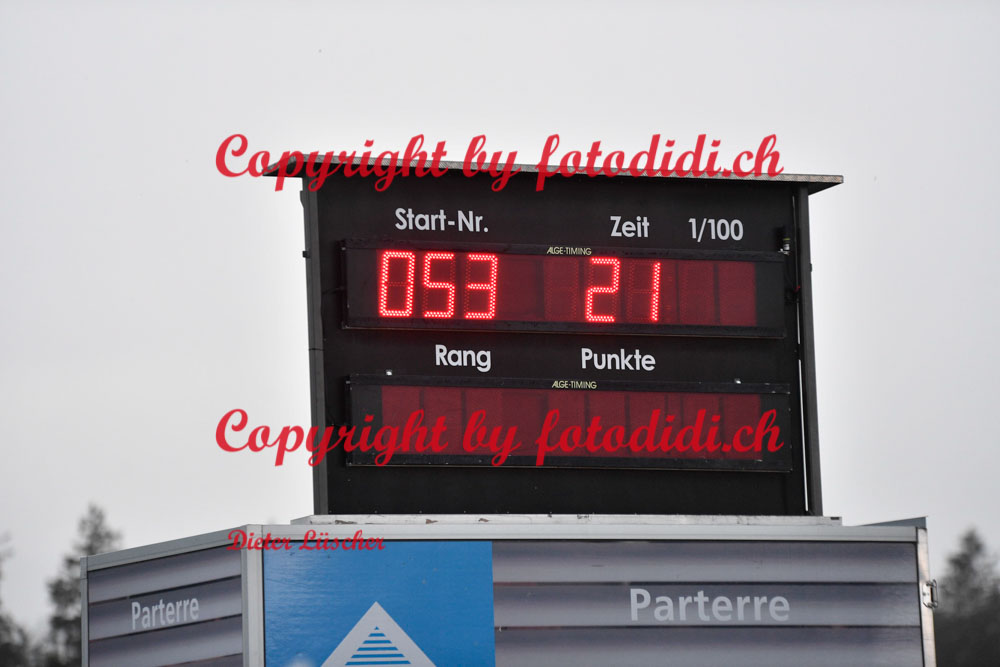 Copyright by fotodidi.ch
Start-Nr. Zeit 1/100
ALGE-TIMING
053 21
Rang Punkte
ALGE-TIMING
Copyright by fotodidi.ch
Dieter Lüscher
Parterre Parterre